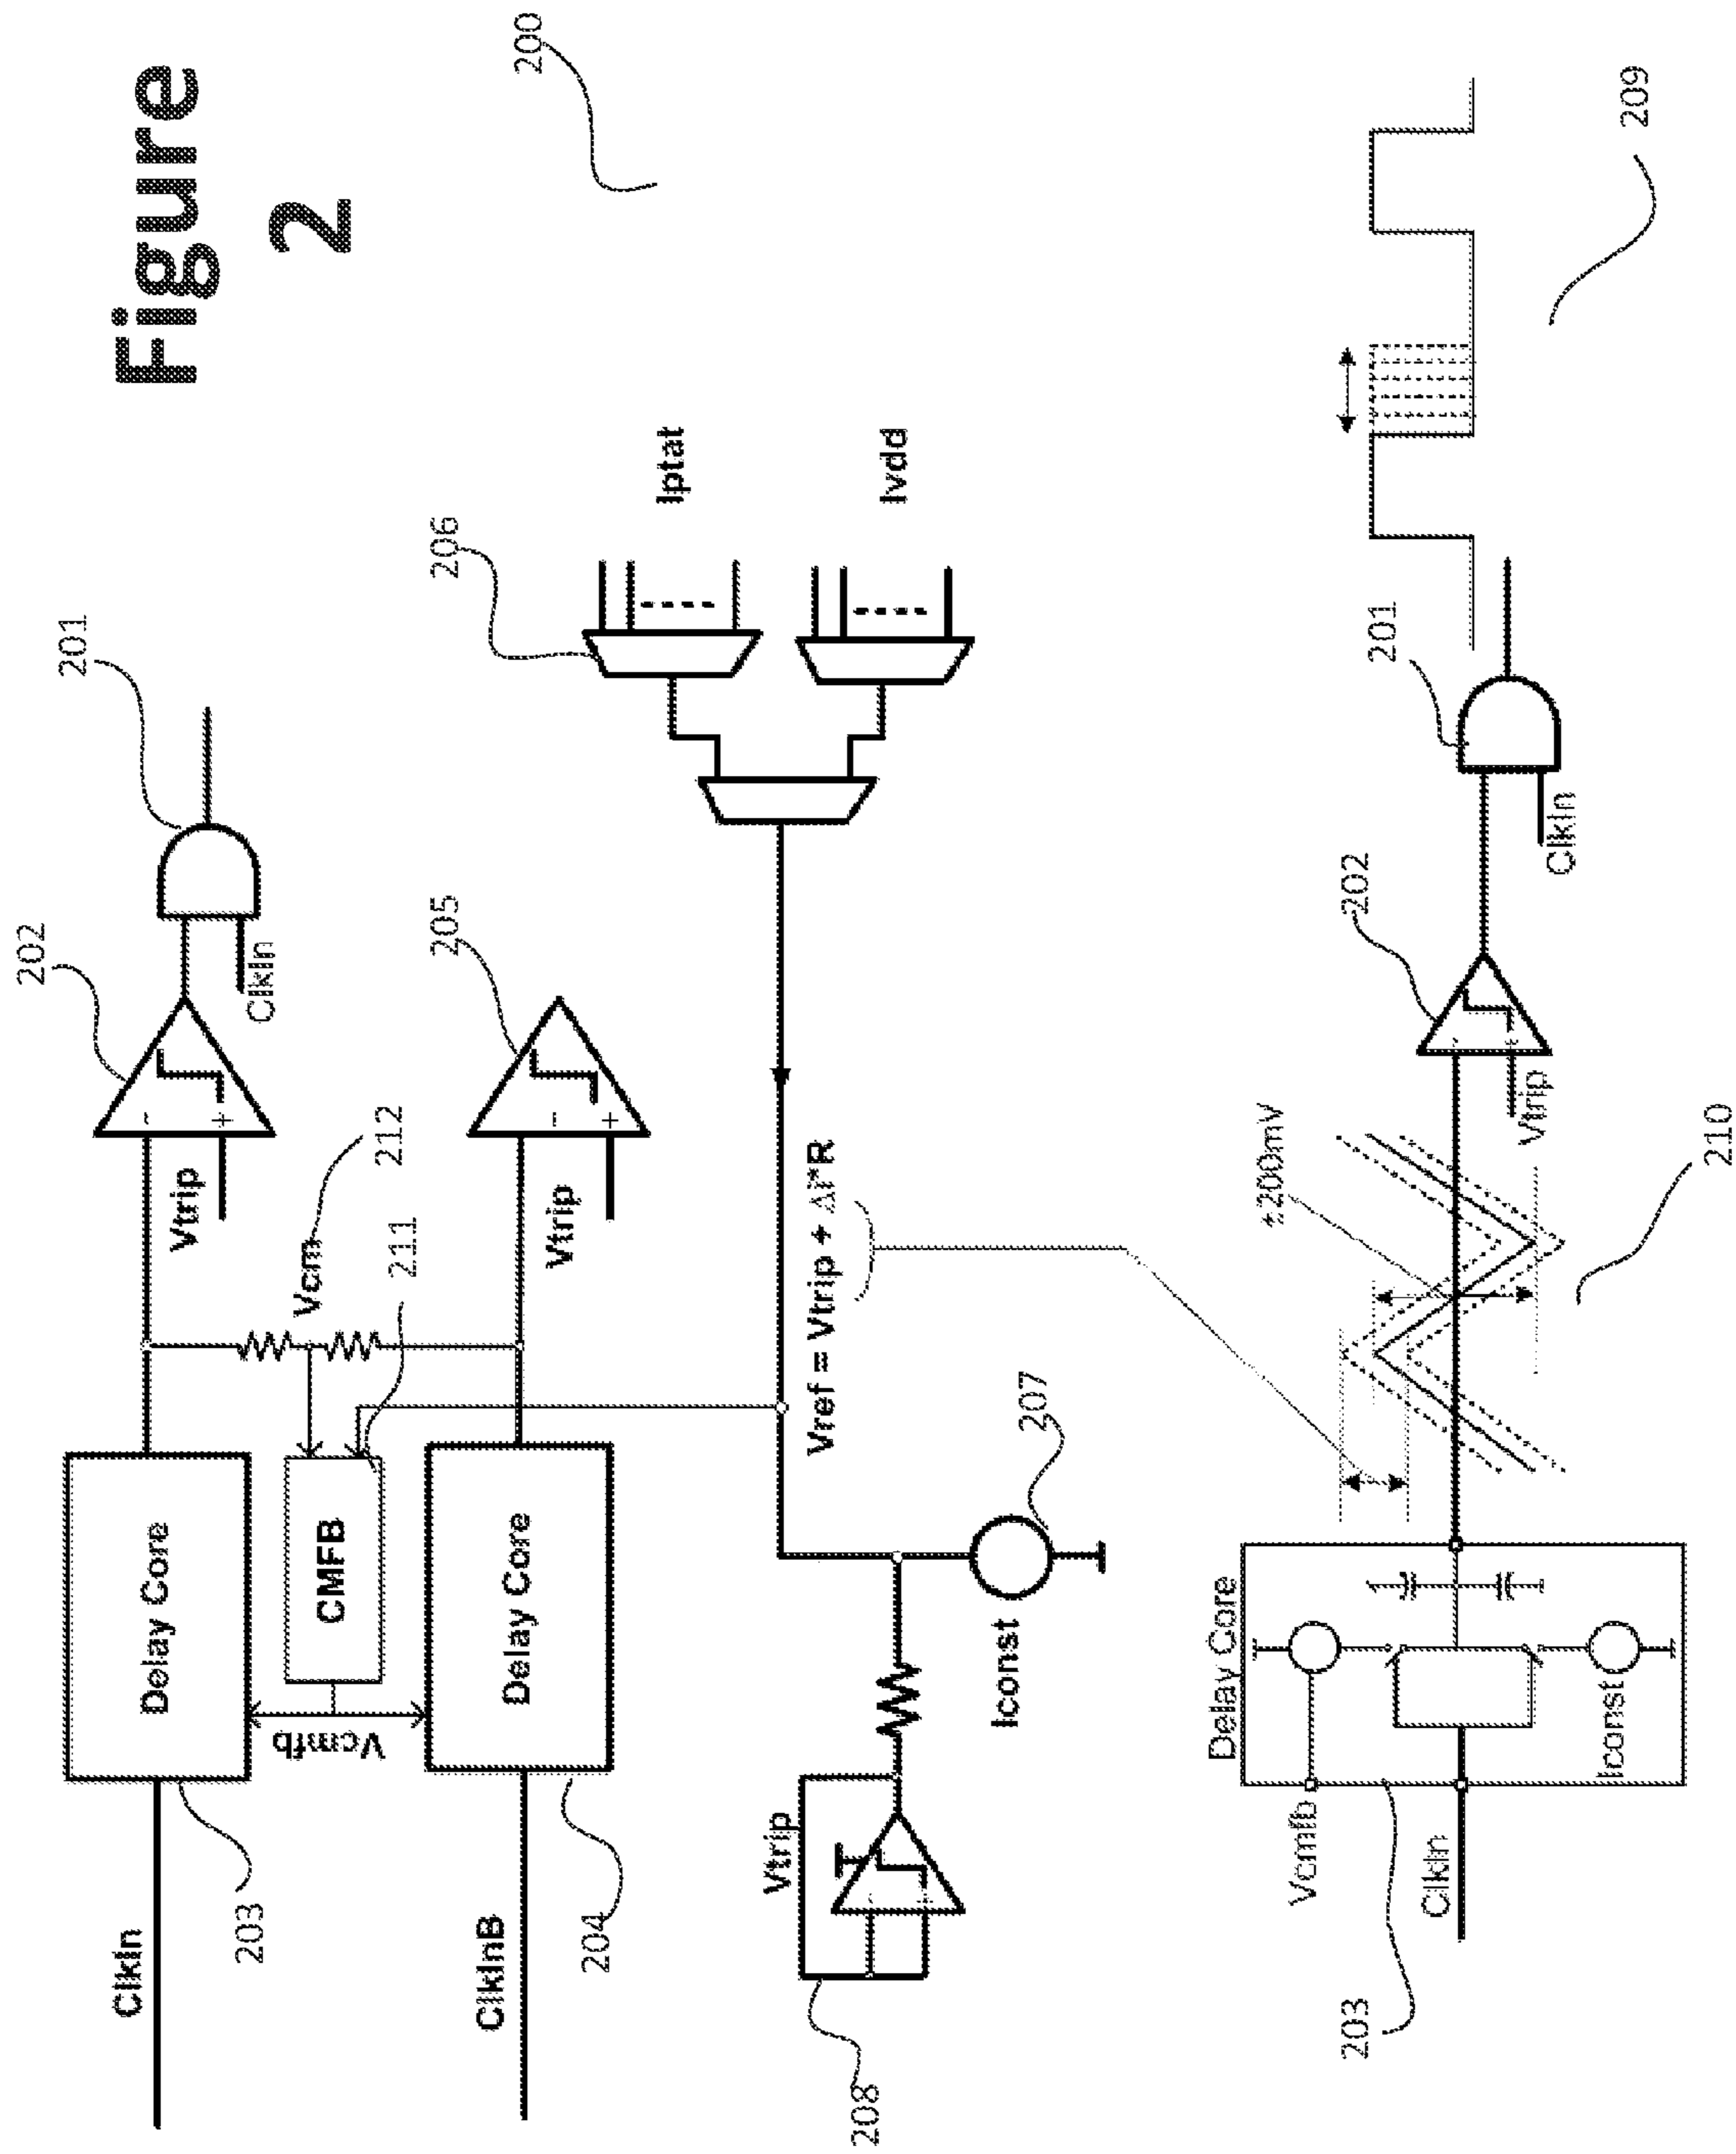 Figure
2
200
ClkIn
203
Delay Core
Vcmfb
CMFB
211
Vcm
212
Vtrip
-
+
202
ClkIn
201
ClkInB
204
Delay Core
Vtrip
-
+
205
206
Iptat
Ivdd
Vref = Vtrip + Δi*R
208
Vtrip
Iconst
207
203
Delay Core
Vcmfb
ClkIn
Iconst
±200mV
210
Vtrip
202
ClkIn
201
209